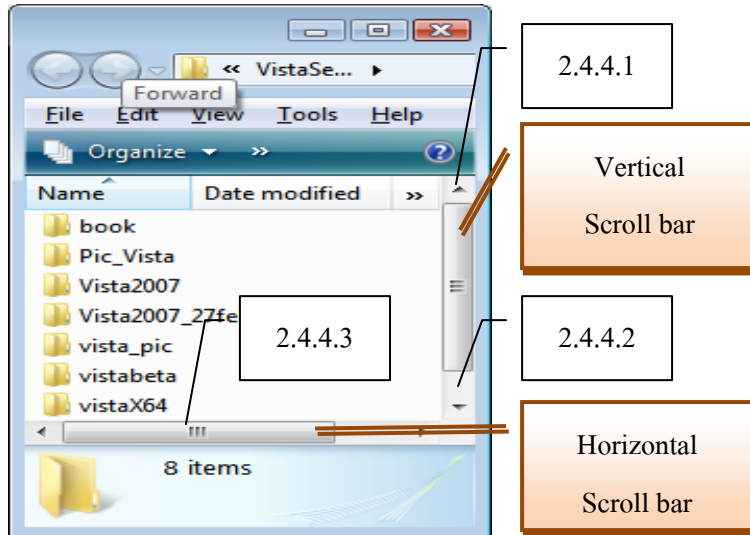 2.4.4.1
« VistaSe...
Forward
File Edit View Tools Help
Organize »
?
Name Date modified »
Vertical
Scroll bar
book
Pic_Vista
Vista2007
Vista2007_27fe
2.4.4.3
2.4.4.2
vista_pic
vistabeta
vistaX64
Horizontal
Scroll bar
8 items